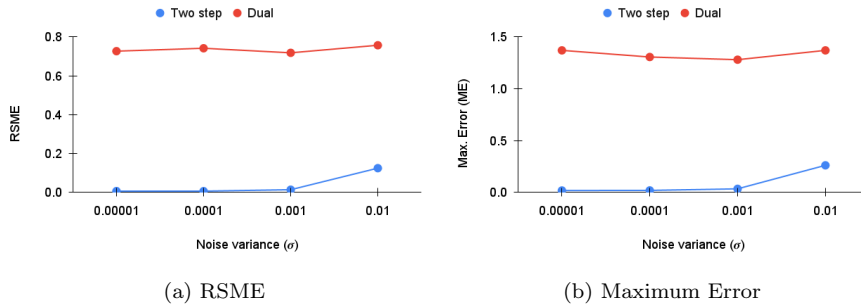 Two step Dual
0.8
0.6
0.4
0.2
0.0
RSME
0.00001 0.0001 0.001 0.01
Noise variance (σ)
(a) RSME
Two step Dual
1.5
1.0
0.5
0.0
Max. Error (ME)
0.00001 0.0001 0.001 0.01
Noise variance (σ)
(b) Maximum Error